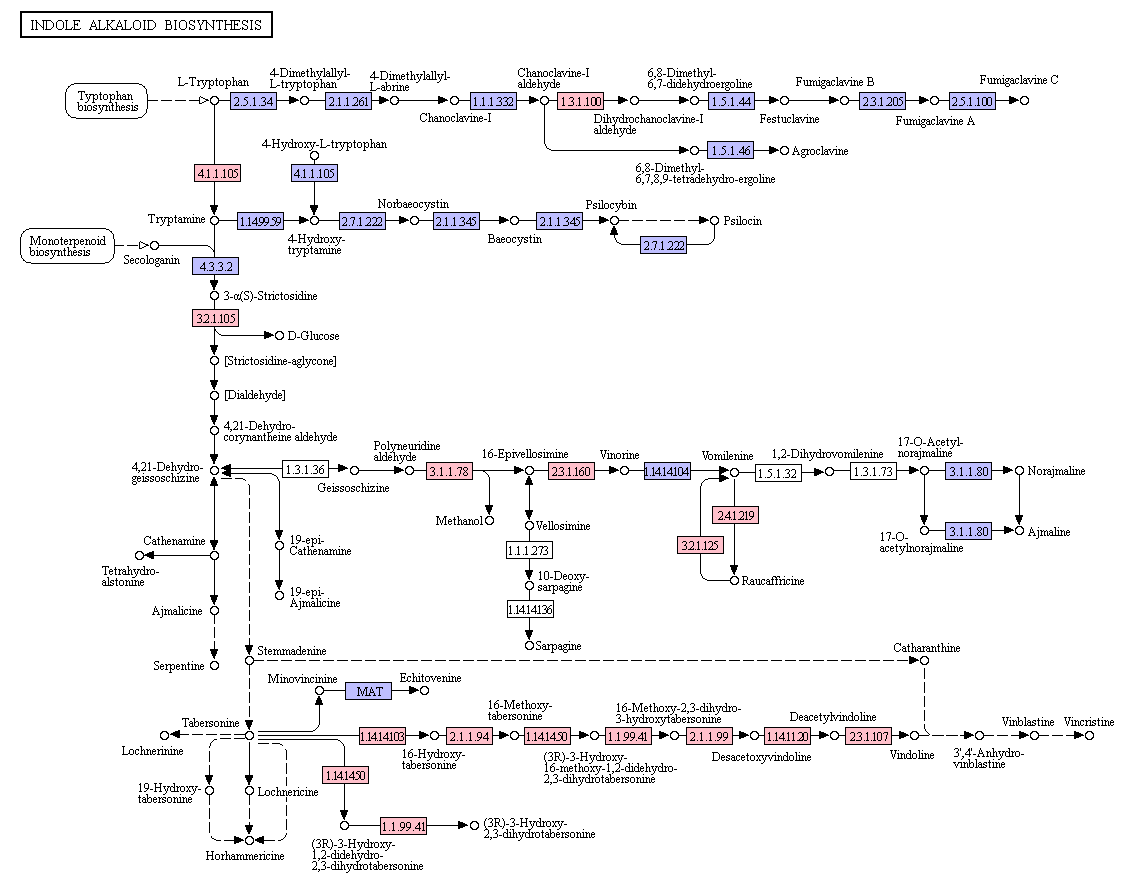 INDOLE ALKALOID BIOSYNTHESIS
Typtophan
biosynthesis
L-Tryptophan
2.5.1.34
4-Dimethylallyl-
L-tryptophan
2.1.1.261
4-Dimethylallyl-
L-abrine
Chanoclavine-I
1.1.1.332
Chanoclavine-I
aldehyde
1.3.1.100
Dihydrochanoclavine-I
aldehyde
6,8-Dimethyl-
6,7-didehydroergoline
1.5.1.44
Festuclavine
Fumigaclavine B
2.3.1.205
Fumigaclavine A
2.5.1.100
Fumigaclavine C
6,8-Dimethyl-
6,7,8,9-tetradehydro-ergoline
1.5.1.46
Agroclavine
4-Hydroxy-L-tryptophan
4.1.1.105
4.1.1.105
Tryptamine
1.14.99.59
4-Hydroxy-
tryptamine
2.7.1.222
Norbaeocystin
2.1.1.345
Baeocystin
2.1.1.345
Psilocybin
Psilocin
2.7.1.222
Monoterpenoid
biosynthesis
Secologanin
4.3.3.2
3-α(S)-Strictosidine
3.2.1.105
D-Glucose
[Strictosidine-aglycone]
[Dialdehyde]
4,21-Dehydro-
corynantheine aldehyde
4,21-Dehydro-
geissoschizine
1.3.1.36
Geissoschizine
Polyneuridine
aldehyde
3.1.1.78
Methanol
16-Epivellosimine
2.3.1.160
Vinorine
1.14.14.104
Vomilenine
1.5.1.32
1,2-Dihydrovomilenine
1.3.1.73
17-O-Acetyl-
norajmaline
3.1.1.80
Norajmaline
17-O-
acetylnorajmaline
3.1.1.80
Ajmaline
2.4.1.219
3.2.1.125
Raucaffricine
Vellosimine
1.1.1.273
10-Deoxy-
sarpagine
1.14.14.136
Sarpagine
Cathenamine
Tetrahydro-
alstonine
19-epi-
Cathenamine
19-epi-
Ajmalicine
Ajmalicine
Serpentine
Stemmadenine
Catharanthine
Minovincinine
MAT
Echitovenine
Tabersonine
Lochnerinine
1.14.14.103
16-Hydroxy-
tabersonine
2.1.1.94
16-Methoxy-
tabersonine
1.14.14.50
(3R)-3-Hydroxy-
16-methoxy-1,2-didehydro-
2,3-dihydrotabersonine
1.1.99.41
16-Methoxy-2,3-dihydro-
3-hydroxytabersonine
2.1.1.99
Desacetoxyvindoline
1.14.11.20
Deacetylvindoline
2.3.1.107
Vindoline
3',4'-Anhydro-
vinblastine
Vinblastine
Vincristine
1.14.14.50
19-Hydroxy-
tabersonine
Lochnericine
Horhammericine
(3R)-3-Hydroxy-
1,2-didehydro-
2,3-dihydrotabersonine
1.1.99.41
(3R)-3-Hydroxy-
2,3-dihydrotabersonine